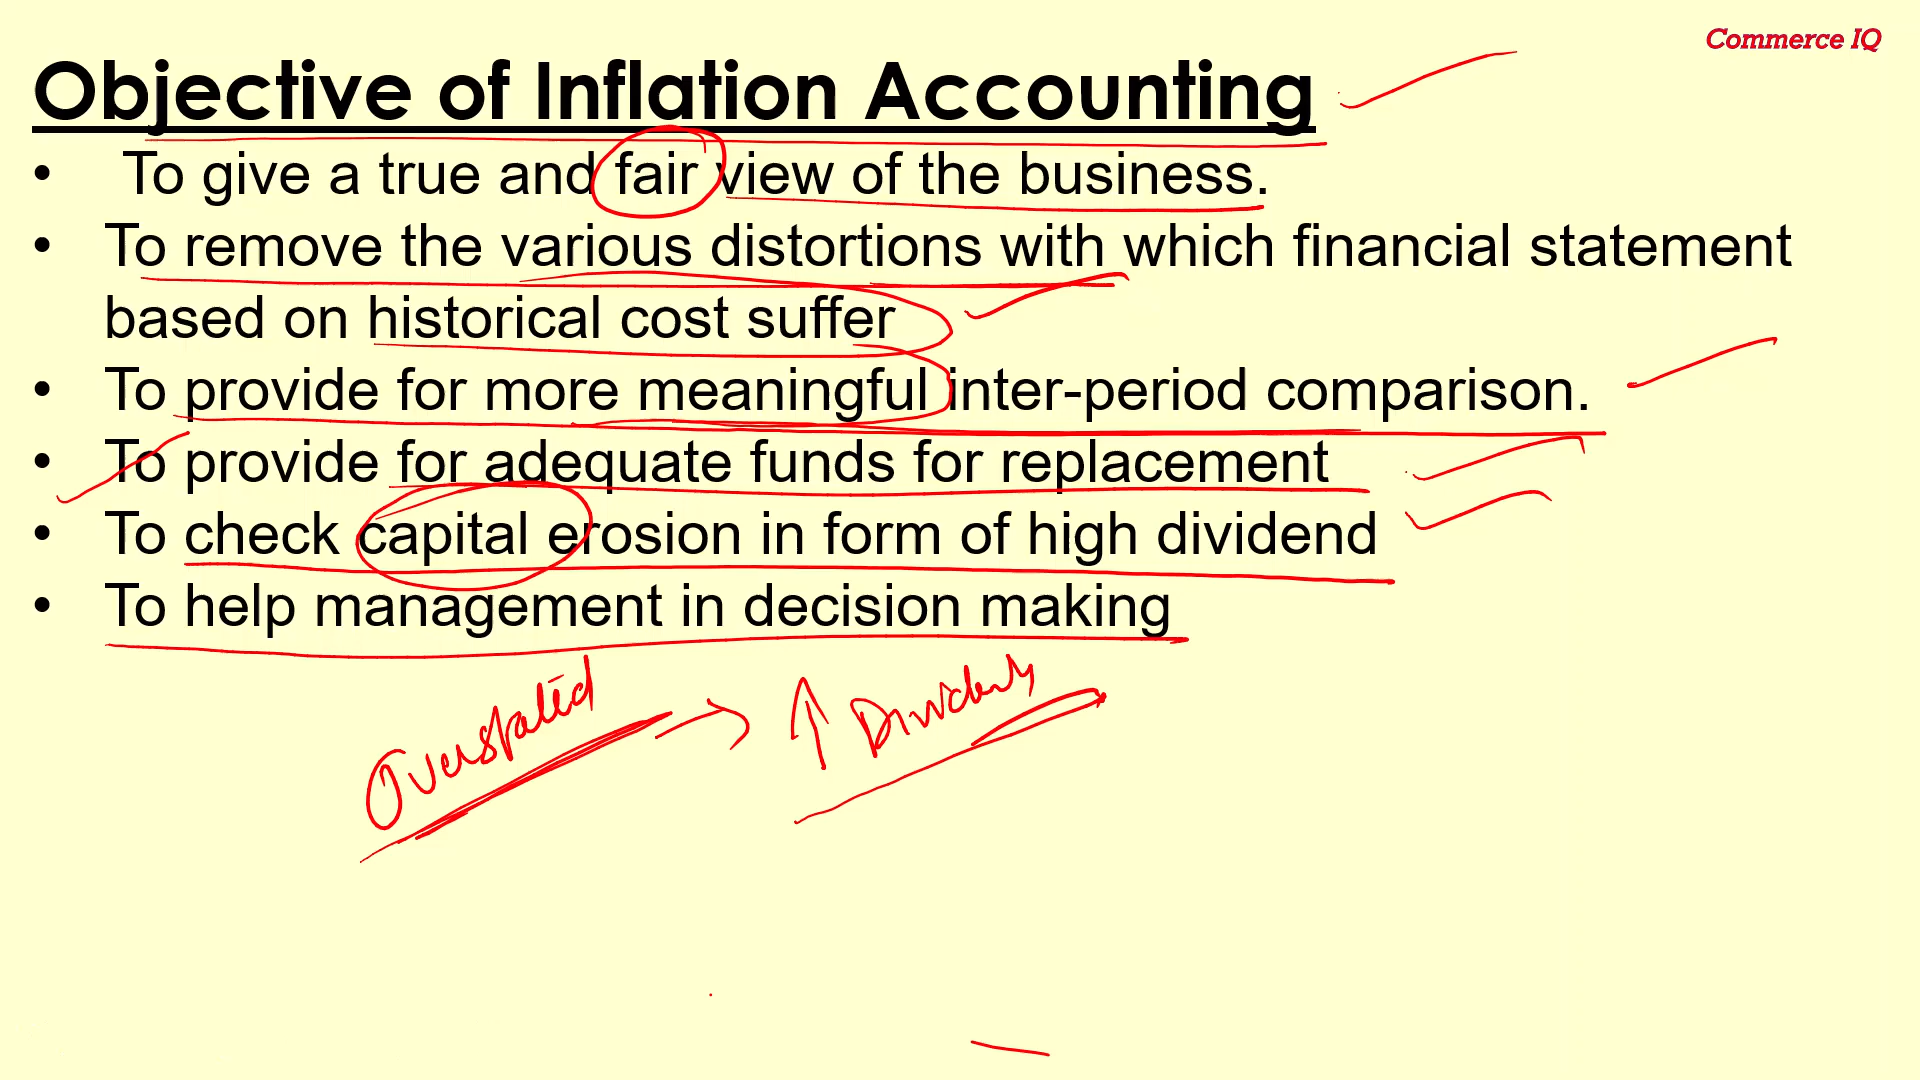 Commerce IQ
Objective of Inflation Accounting
• To give a true and fair view of the business.
• To remove the various distortions with which financial statement
based on historical cost suffer
• To provide for more meaningful inter-period comparison.
• To provide for adequate funds for replacement
• To check capital erosion in form of high dividend
• To help management in decision making
Overstated → ↑ Dividends